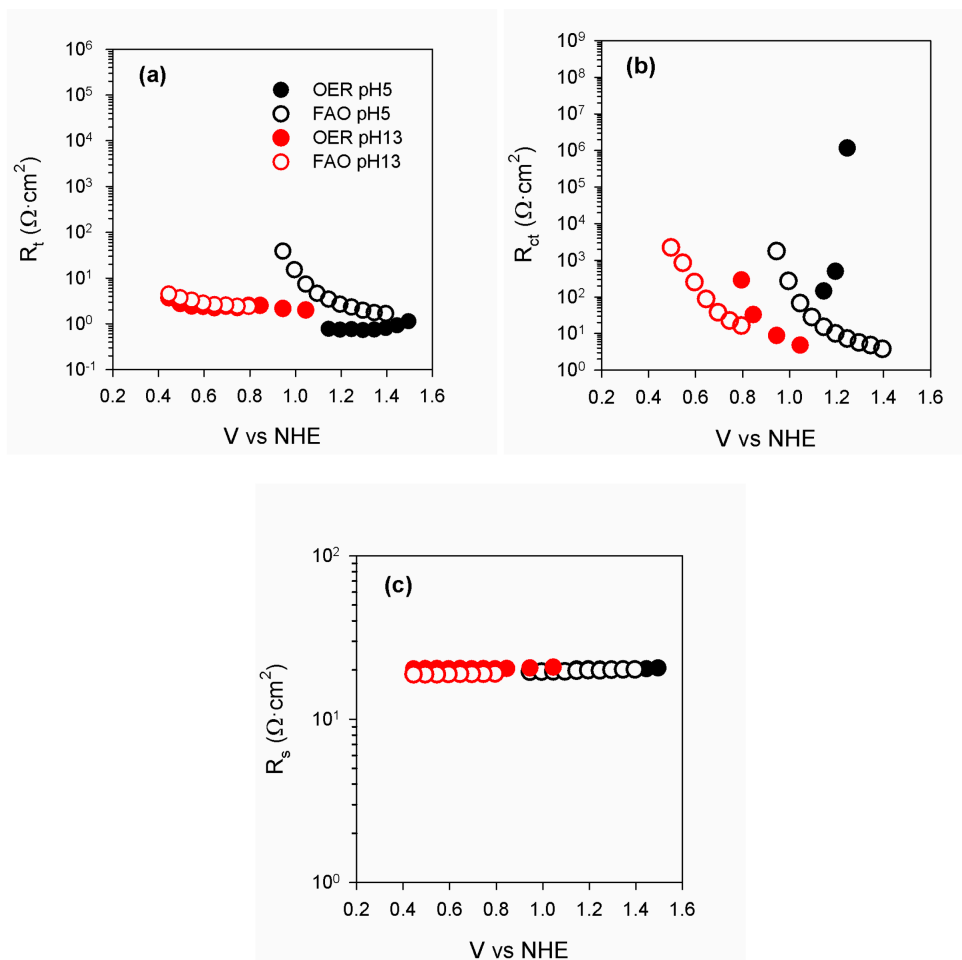 (a)
OER pH5
FAO pH5
OER pH13
FAO pH13
R_t (Ω·cm²)
10⁶
10⁵
10⁴
10³
10²
10¹
10⁰
10⁻¹
0.2 0.4 0.6 0.8 1.0 1.2 1.4 1.6
V vs NHE
(b)
R_ct (Ω·cm²)
10⁹
10⁸
10⁷
10⁶
10⁵
10⁴
10³
10²
10¹
10⁰
0.2 0.4 0.6 0.8 1.0 1.2 1.4 1.6
V vs NHE
(c)
R_s (Ω·cm²)
10²
10¹
10⁰
0.2 0.4 0.6 0.8 1.0 1.2 1.4 1.6
V vs NHE